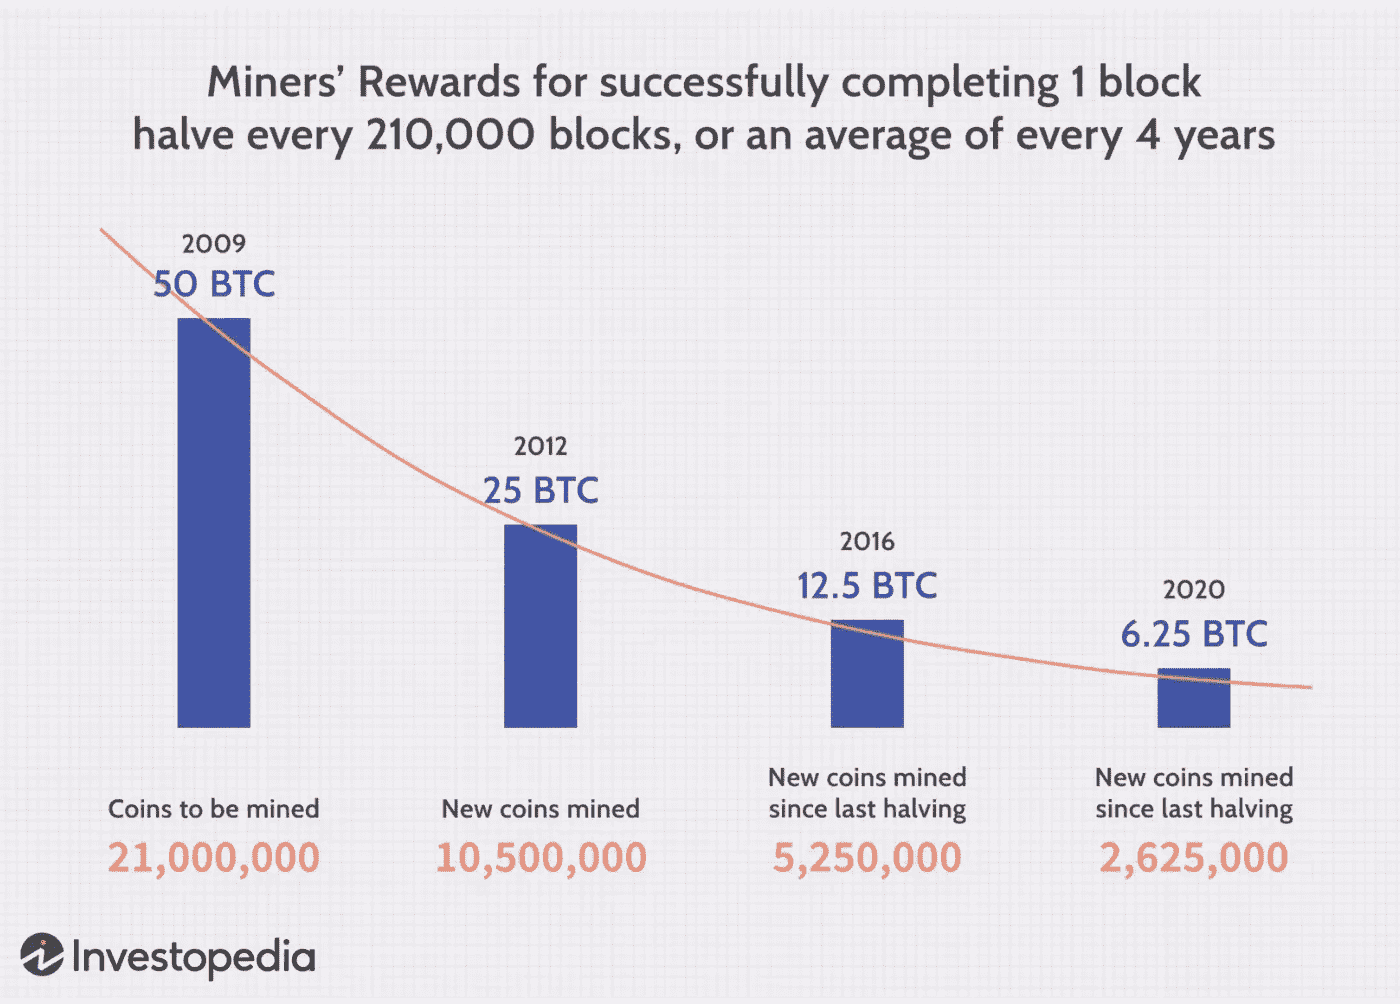 Miners’ Rewards for successfully completing 1 block
halve every 210,000 blocks, or an average of every 4 years
2009
50 BTC
2012
25 BTC
2016
12.5 BTC
2020
6.25 BTC
Coins to be mined
21,000,000
New coins mined
10,500,000
New coins mined
since last halving
5,250,000
New coins mined
since last halving
2,625,000
Investopedia